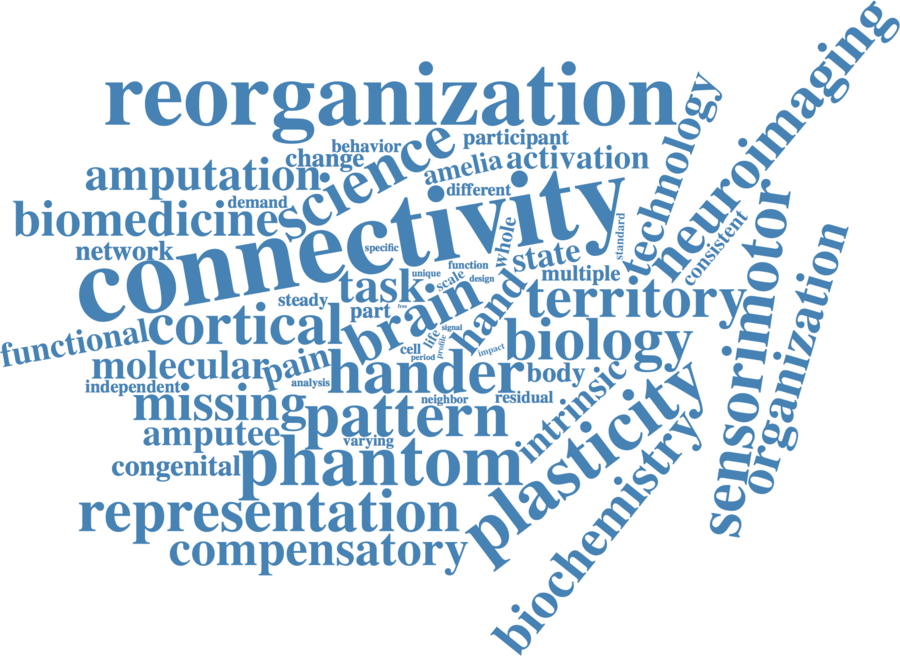 neuroimaging
reorganization
technology
science
behavior
participant
change
amelia
activation
amputation
different
demand
connectivity
sensorimotor
biomedicine
whole
standard
consistent
organization
network
specific
state
function
multiple
unique
scale
design
task
steady
part
free
brain
hand
territory
functional
cortical
life
signal
profile
biology
cell
period
impact
molecular
pain
hander
body
independent
analysis
intrinsic
missing
neighbor
residual
plasticity
pattern
amputee
varying
congenital
phantom
biochemistry
representation
compensatory